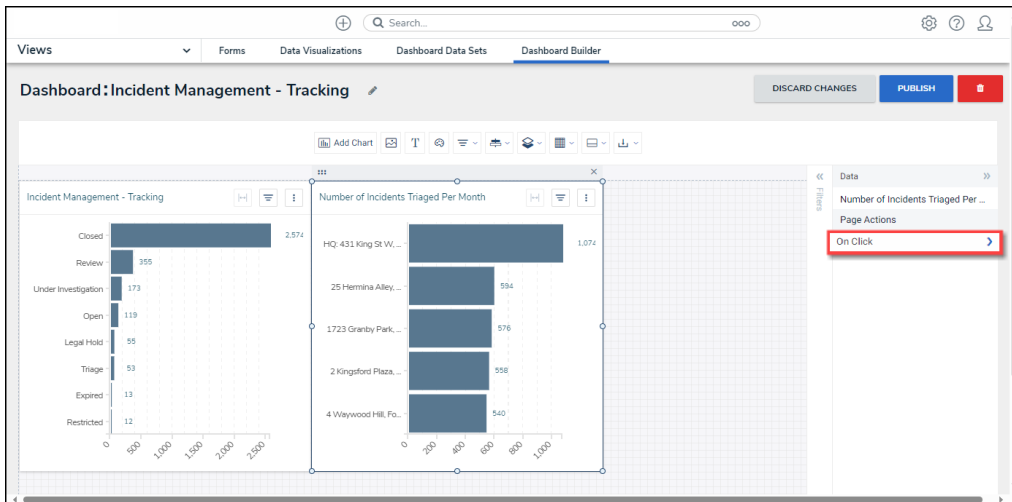 Search...
ooo
Views
Forms
Data Visualizations
Dashboard Data Sets
Dashboard Builder
Dashboard:Incident Management - Tracking
DISCARD CHANGES
PUBLISH
Add Chart
T
Incident Management - Tracking
Closed
2,574
Review
355
Under Investigation
173
Open
119
Legal Hold
55
Triage
53
Expired
13
Restricted
12
0
500
1,000
1,500
2,000
2,500
Number of Incidents Triaged Per Month
HQ: 431 King St W, ...
1,074
25 Hermina Alley, ...
594
1723 Granby Park, ...
576
2 Kingsford Plaza, ...
558
4 Waywood Hill, Fo...
540
0
200
400
600
800
1,000
Filters
Data
Number of Incidents Triaged Per ...
Page Actions
On Click